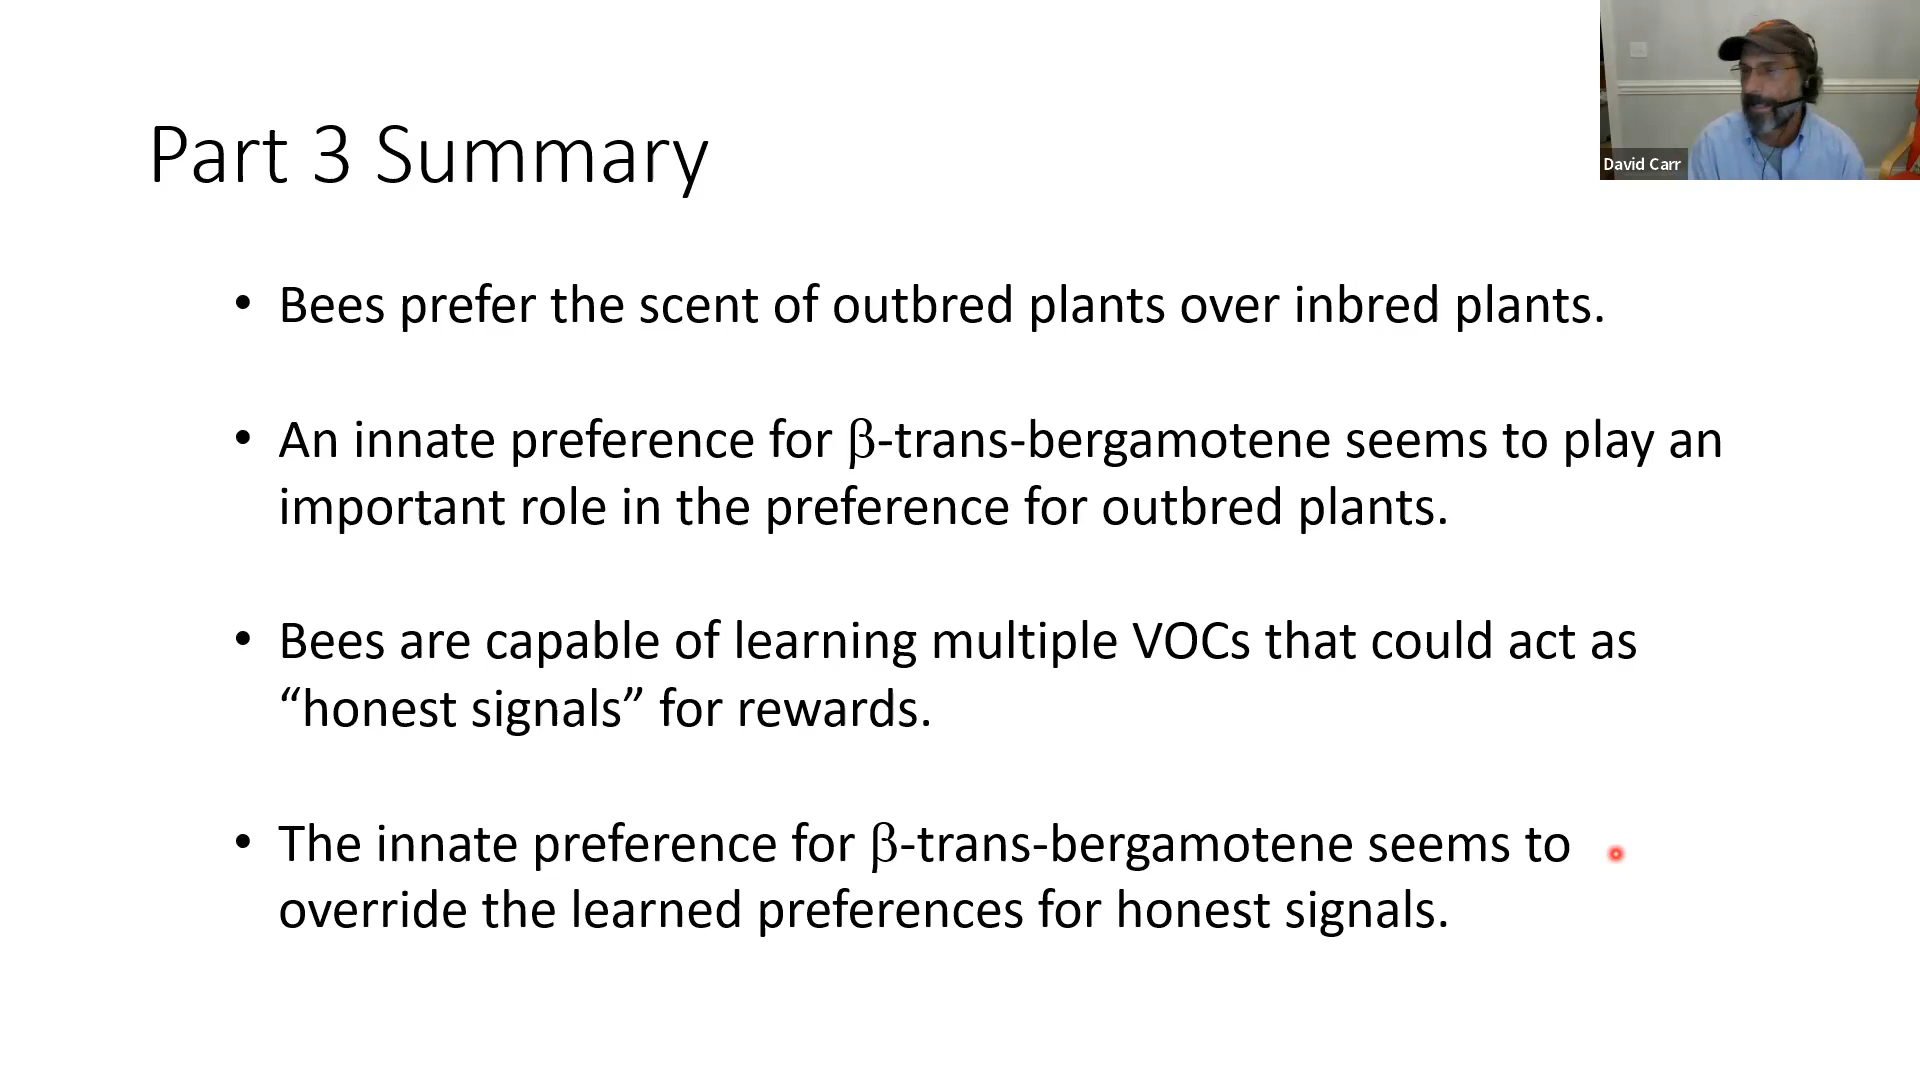 David Carr
Part 3 Summary
• Bees prefer the scent of outbred plants over inbred plants.
• An innate preference for β-trans-bergamotene seems to play an
important role in the preference for outbred plants.
• Bees are capable of learning multiple VOCs that could act as
“honest signals” for rewards.
• The innate preference for β-trans-bergamotene seems to
override the learned preferences for honest signals.